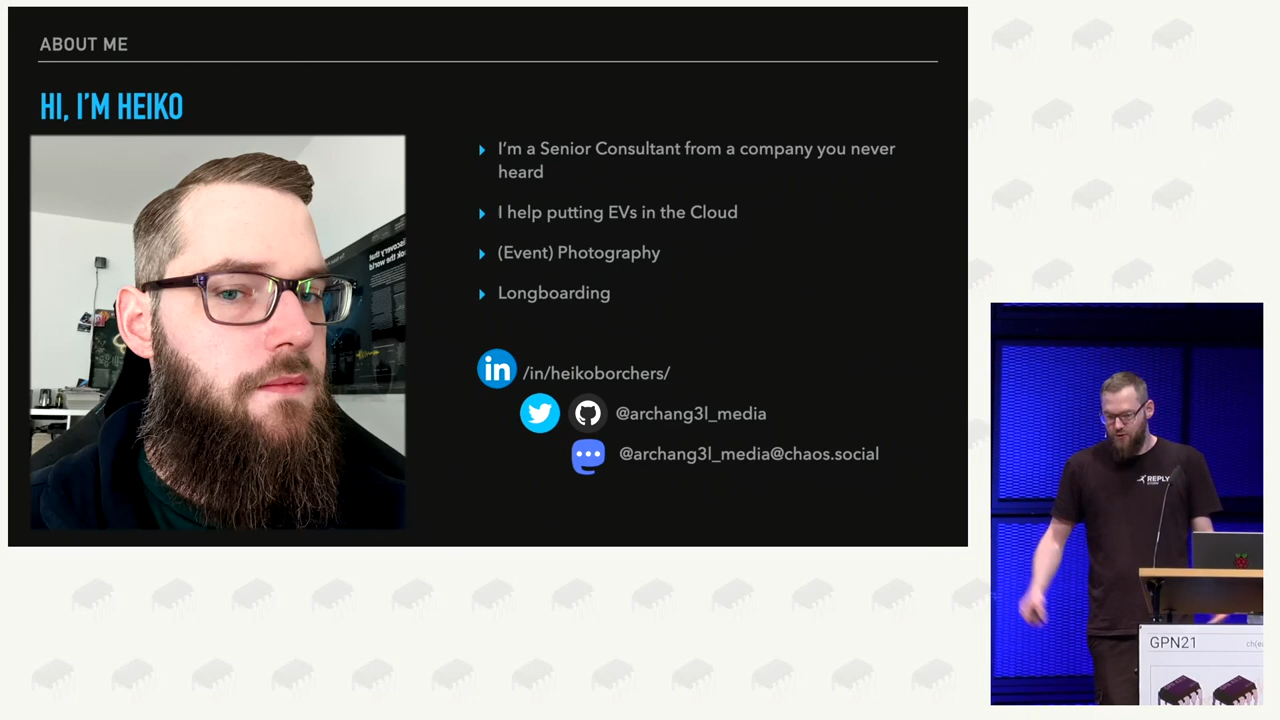 ABOUT ME
HI, I'M HEIKO
I'm a Senior Consultant from a company you never
heard
I help putting EVs in the Cloud
(Event) Photography
Longboarding
in /in/heikoborchers/
@archang3l_media
@archang3l_media@chaos.social
REPLY
GPN21